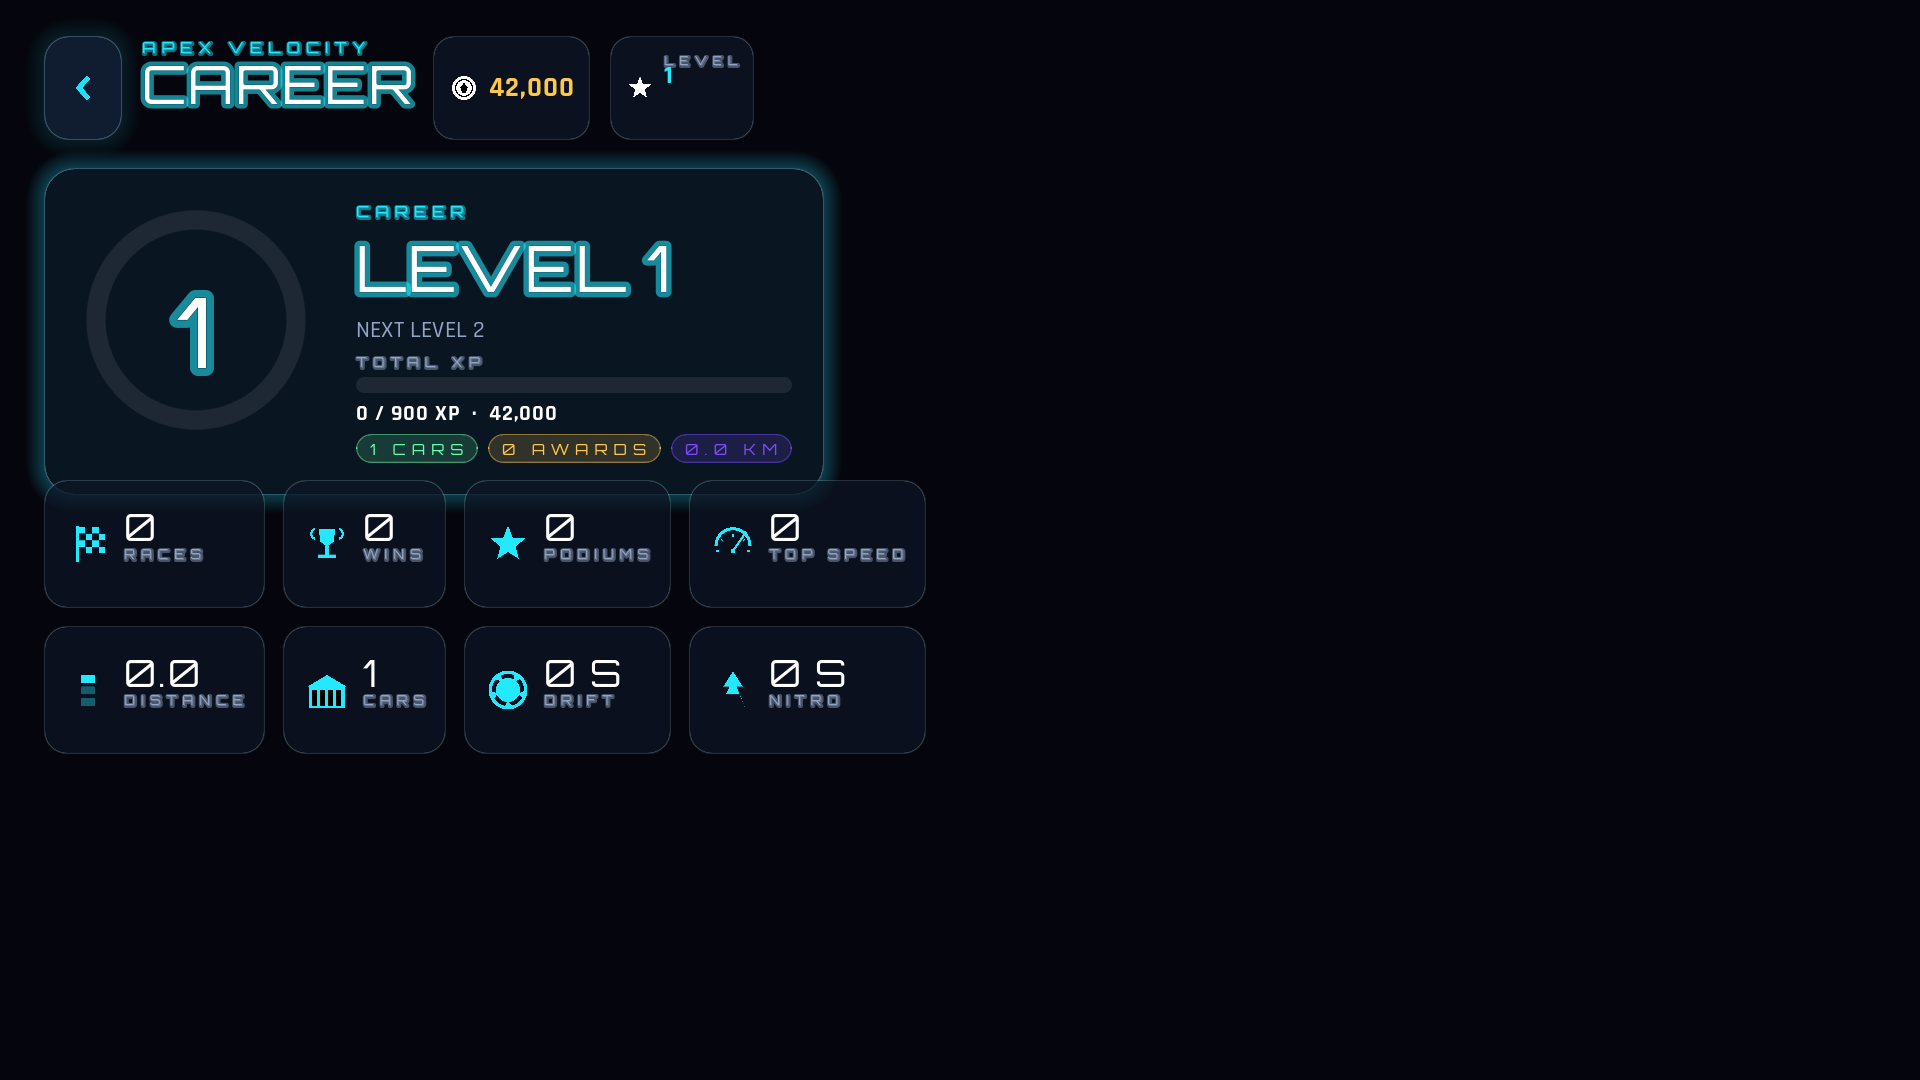 APEX VELOCITY
CAREER
42,000
LEVEL
1
1
CAREER
LEVEL 1
NEXT LEVEL 2
TOTAL XP
0 / 900 XP · 42,000
1 CARS
0 AWARDS
0.0 KM
0
RACES
0
WINS
0
PODIUMS
0
TOP SPEED
0.0
DISTANCE
1
CARS
0 S
DRIFT
0 S
NITRO